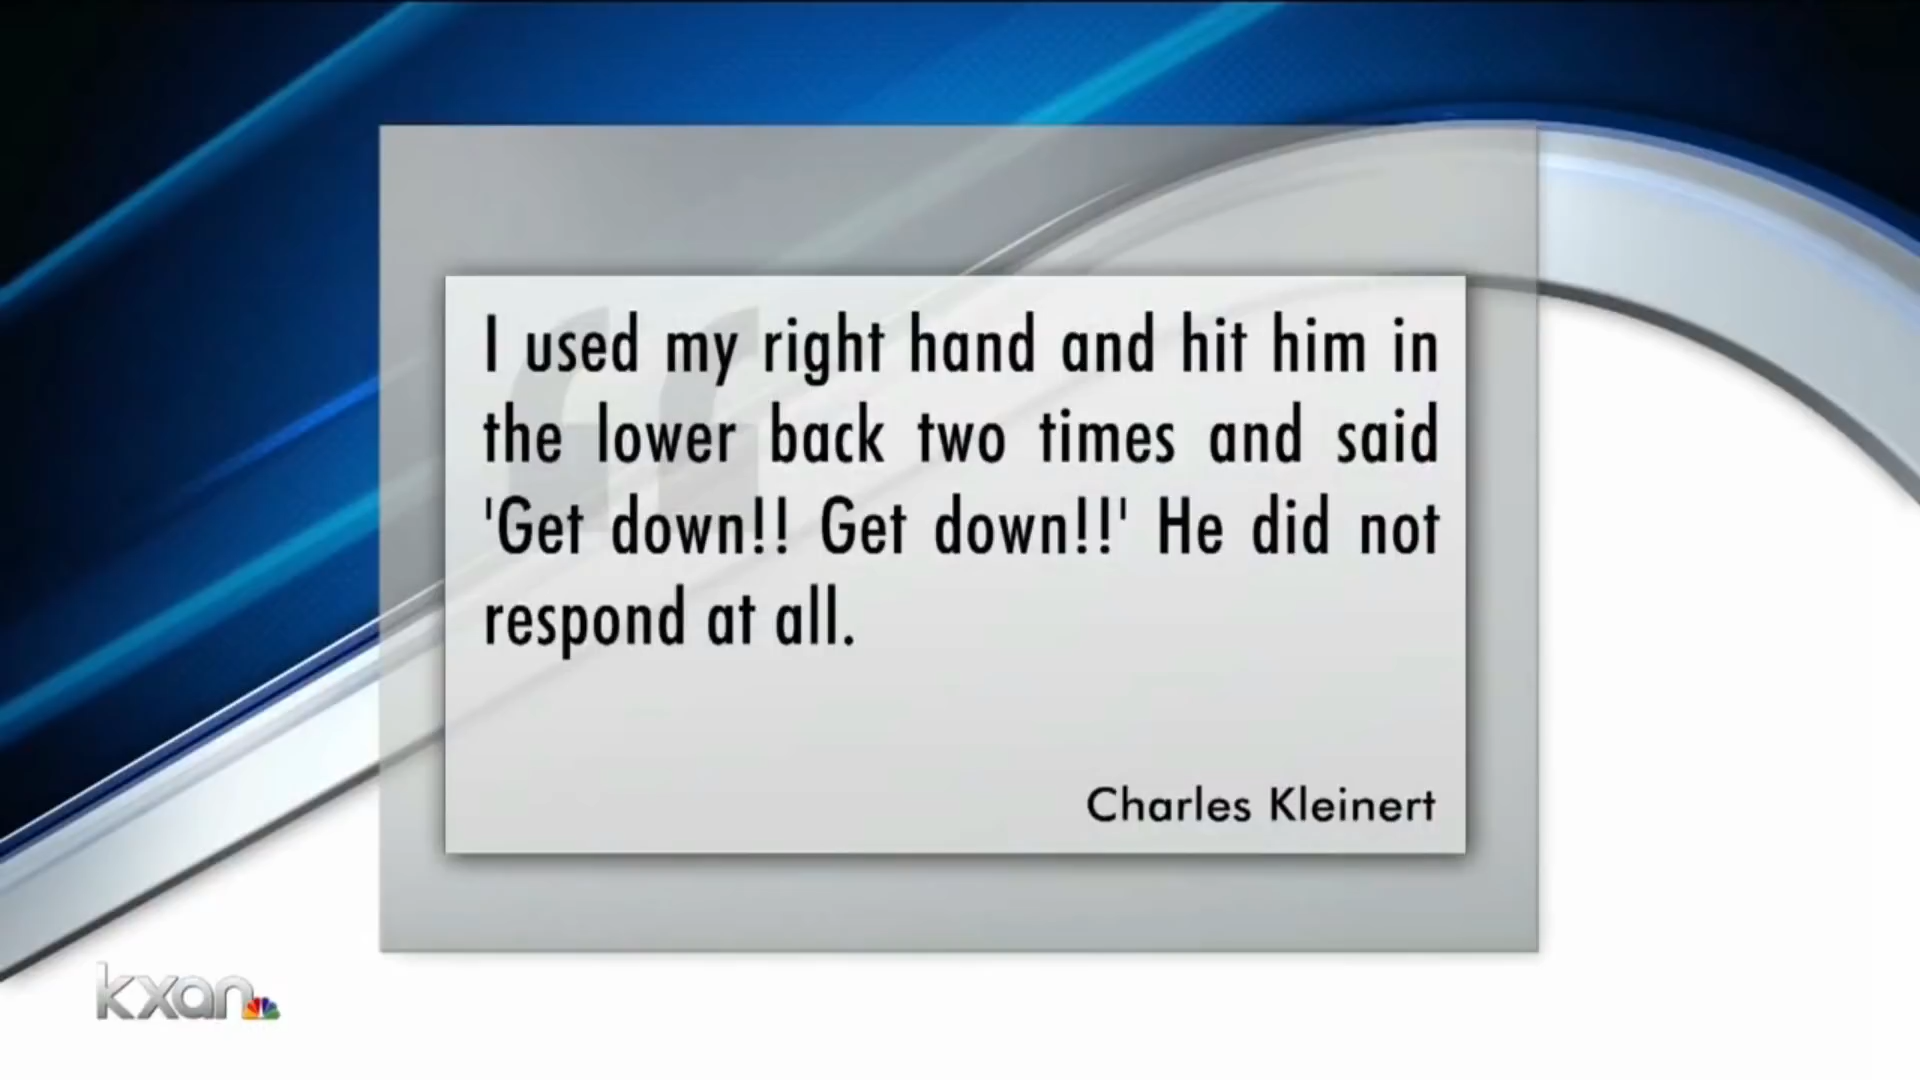 I used my right hand and hit him in
the lower back two times and said
'Get down!! Get down!!' He did not
respond at all.
Charles Kleinert
kxan